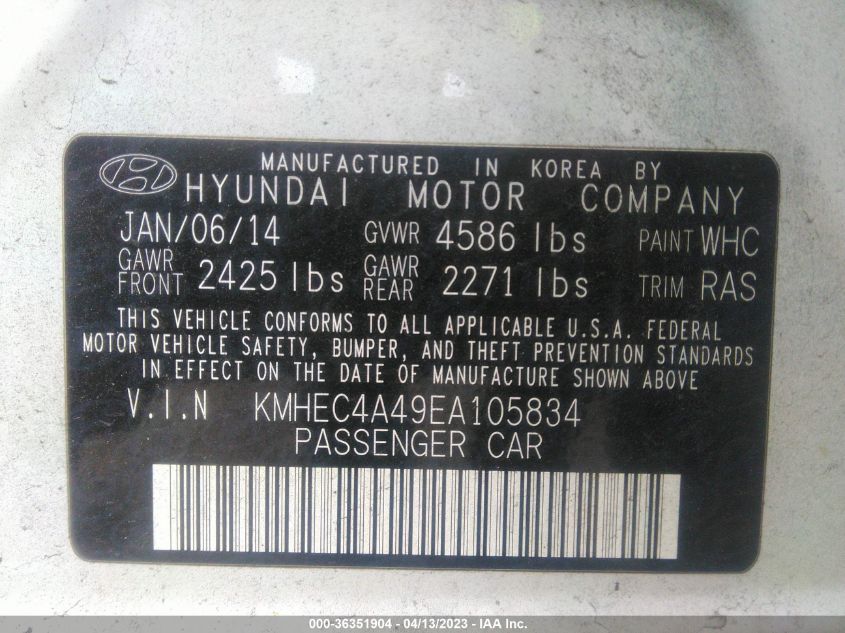 MANUFACTURED IN KOREA BY
HYUNDAI MOTOR COMPANY
JAN/06/14 GVWR 4586 lbs PAINT WHC
GAWR FRONT 2425 lbs GAWR REAR 2271 lbs TRIM RAS
THIS VEHICLE CONFORMS TO ALL APPLICABLE U.S.A. FEDERAL
MOTOR VEHICLE SAFETY, BUMPER, AND THEFT PREVENTION STANDARDS
IN EFFECT ON THE DATE OF MANUFACTURE SHOWN ABOVE
V.I.N KMHEC4A49EA105834
PASSENGER CAR
000-36351904 - 04/13/2023 - IAA Inc.